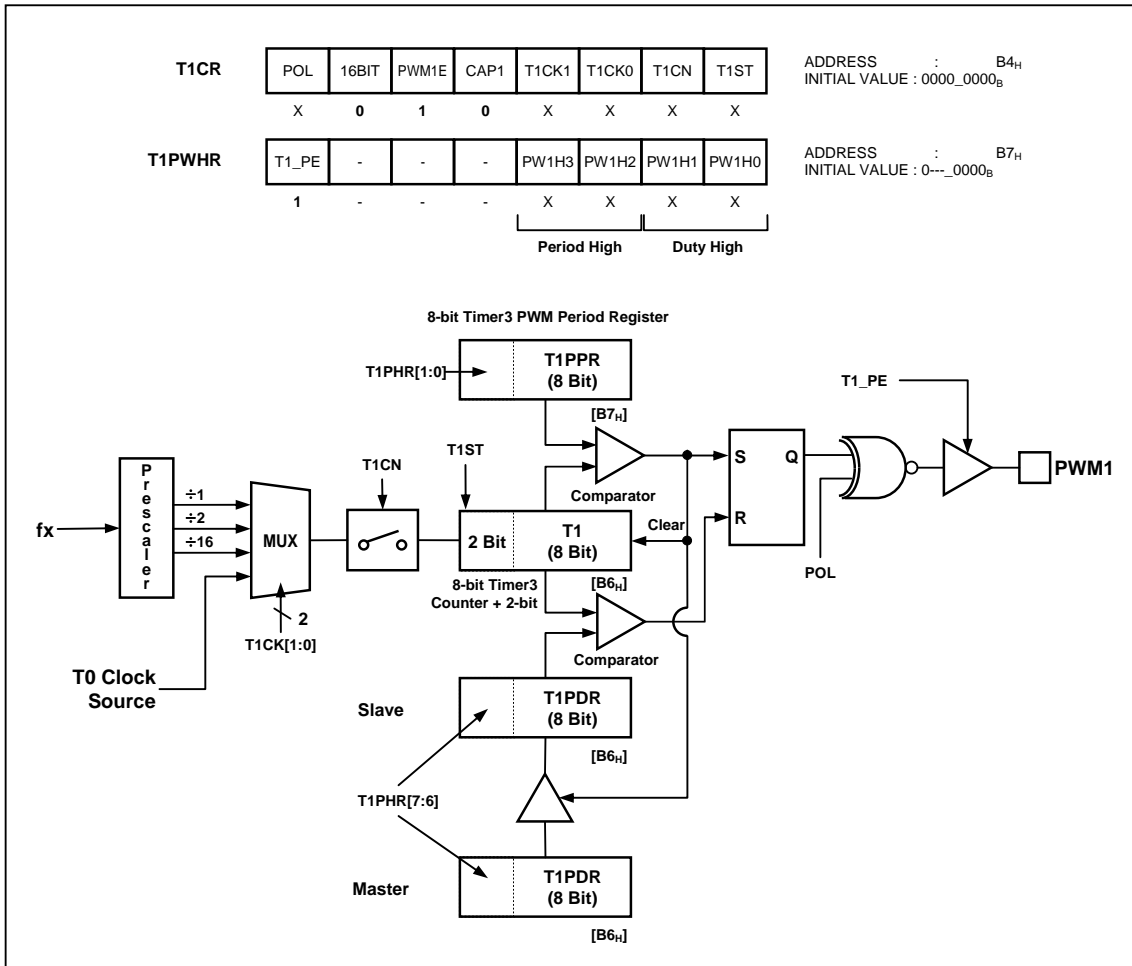 T1CR POL 16BIT PWM1E CAP1 T1CK1 T1CK0 T1CN T1ST ADDRESS : B4H
INITIAL VALUE : 0000_0000B
X 0 1 0 X X X X
T1PWHR T1_PE - - - PW1H3 PW1H2 PW1H1 PW1H0 ADDRESS : B7H
INITIAL VALUE : 0---_0000B
1 - - - X X X X
Period High Duty High
8-bit Timer3 PWM Period Register
T1PHR[1:0]
T1PPR
(8 Bit)
[B7H]
T1_PE
T1ST
T1CN
Comparator
S Q
R
PWM1
POL
Prescaler
÷1
÷2
÷16
fx
MUX
2 Bit
T1
(8 Bit)
Clear
[B6H]
8-bit Timer3
Counter + 2-bit
2
T1CK[1:0]
Comparator
T0 Clock
Source
Slave
T1PDR
(8 Bit)
[B6H]
T1PHR[7:6]
Master
T1PDR
(8 Bit)
[B6H]